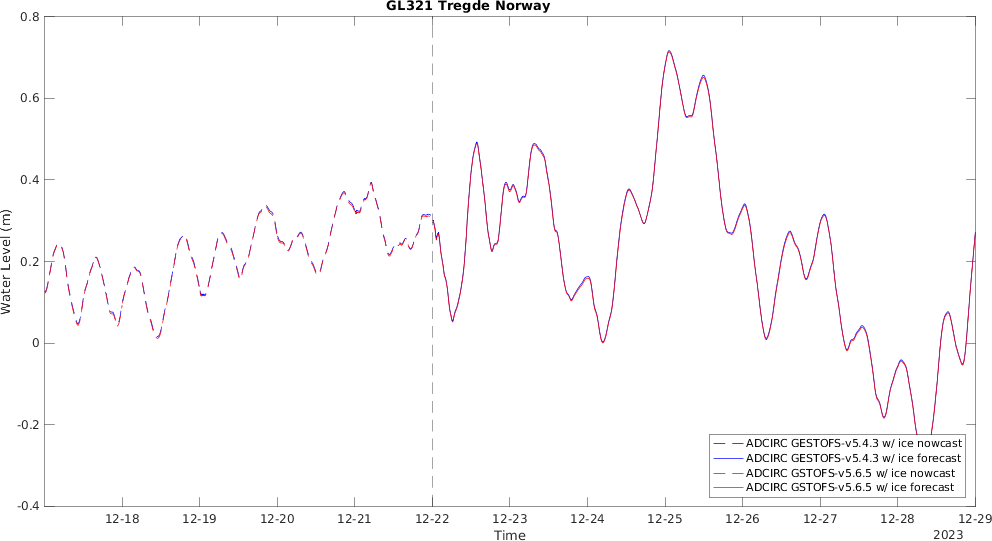 GL321 Tregde Norway
0.8
0.6
0.4
0.2
0
-0.2
-0.4
Water Level (m)
ADCIRC GESTOFS-v5.4.3 w/ ice nowcast
ADCIRC GESTOFS-v5.4.3 w/ ice forecast
ADCIRC GSTOFS-v5.6.5 w/ ice nowcast
ADCIRC GSTOFS-v5.6.5 w/ ice forecast
12-18 12-19 12-20 12-21 12-22 12-23 12-24 12-25 12-26 12-27 12-28 12-29
Time
2023